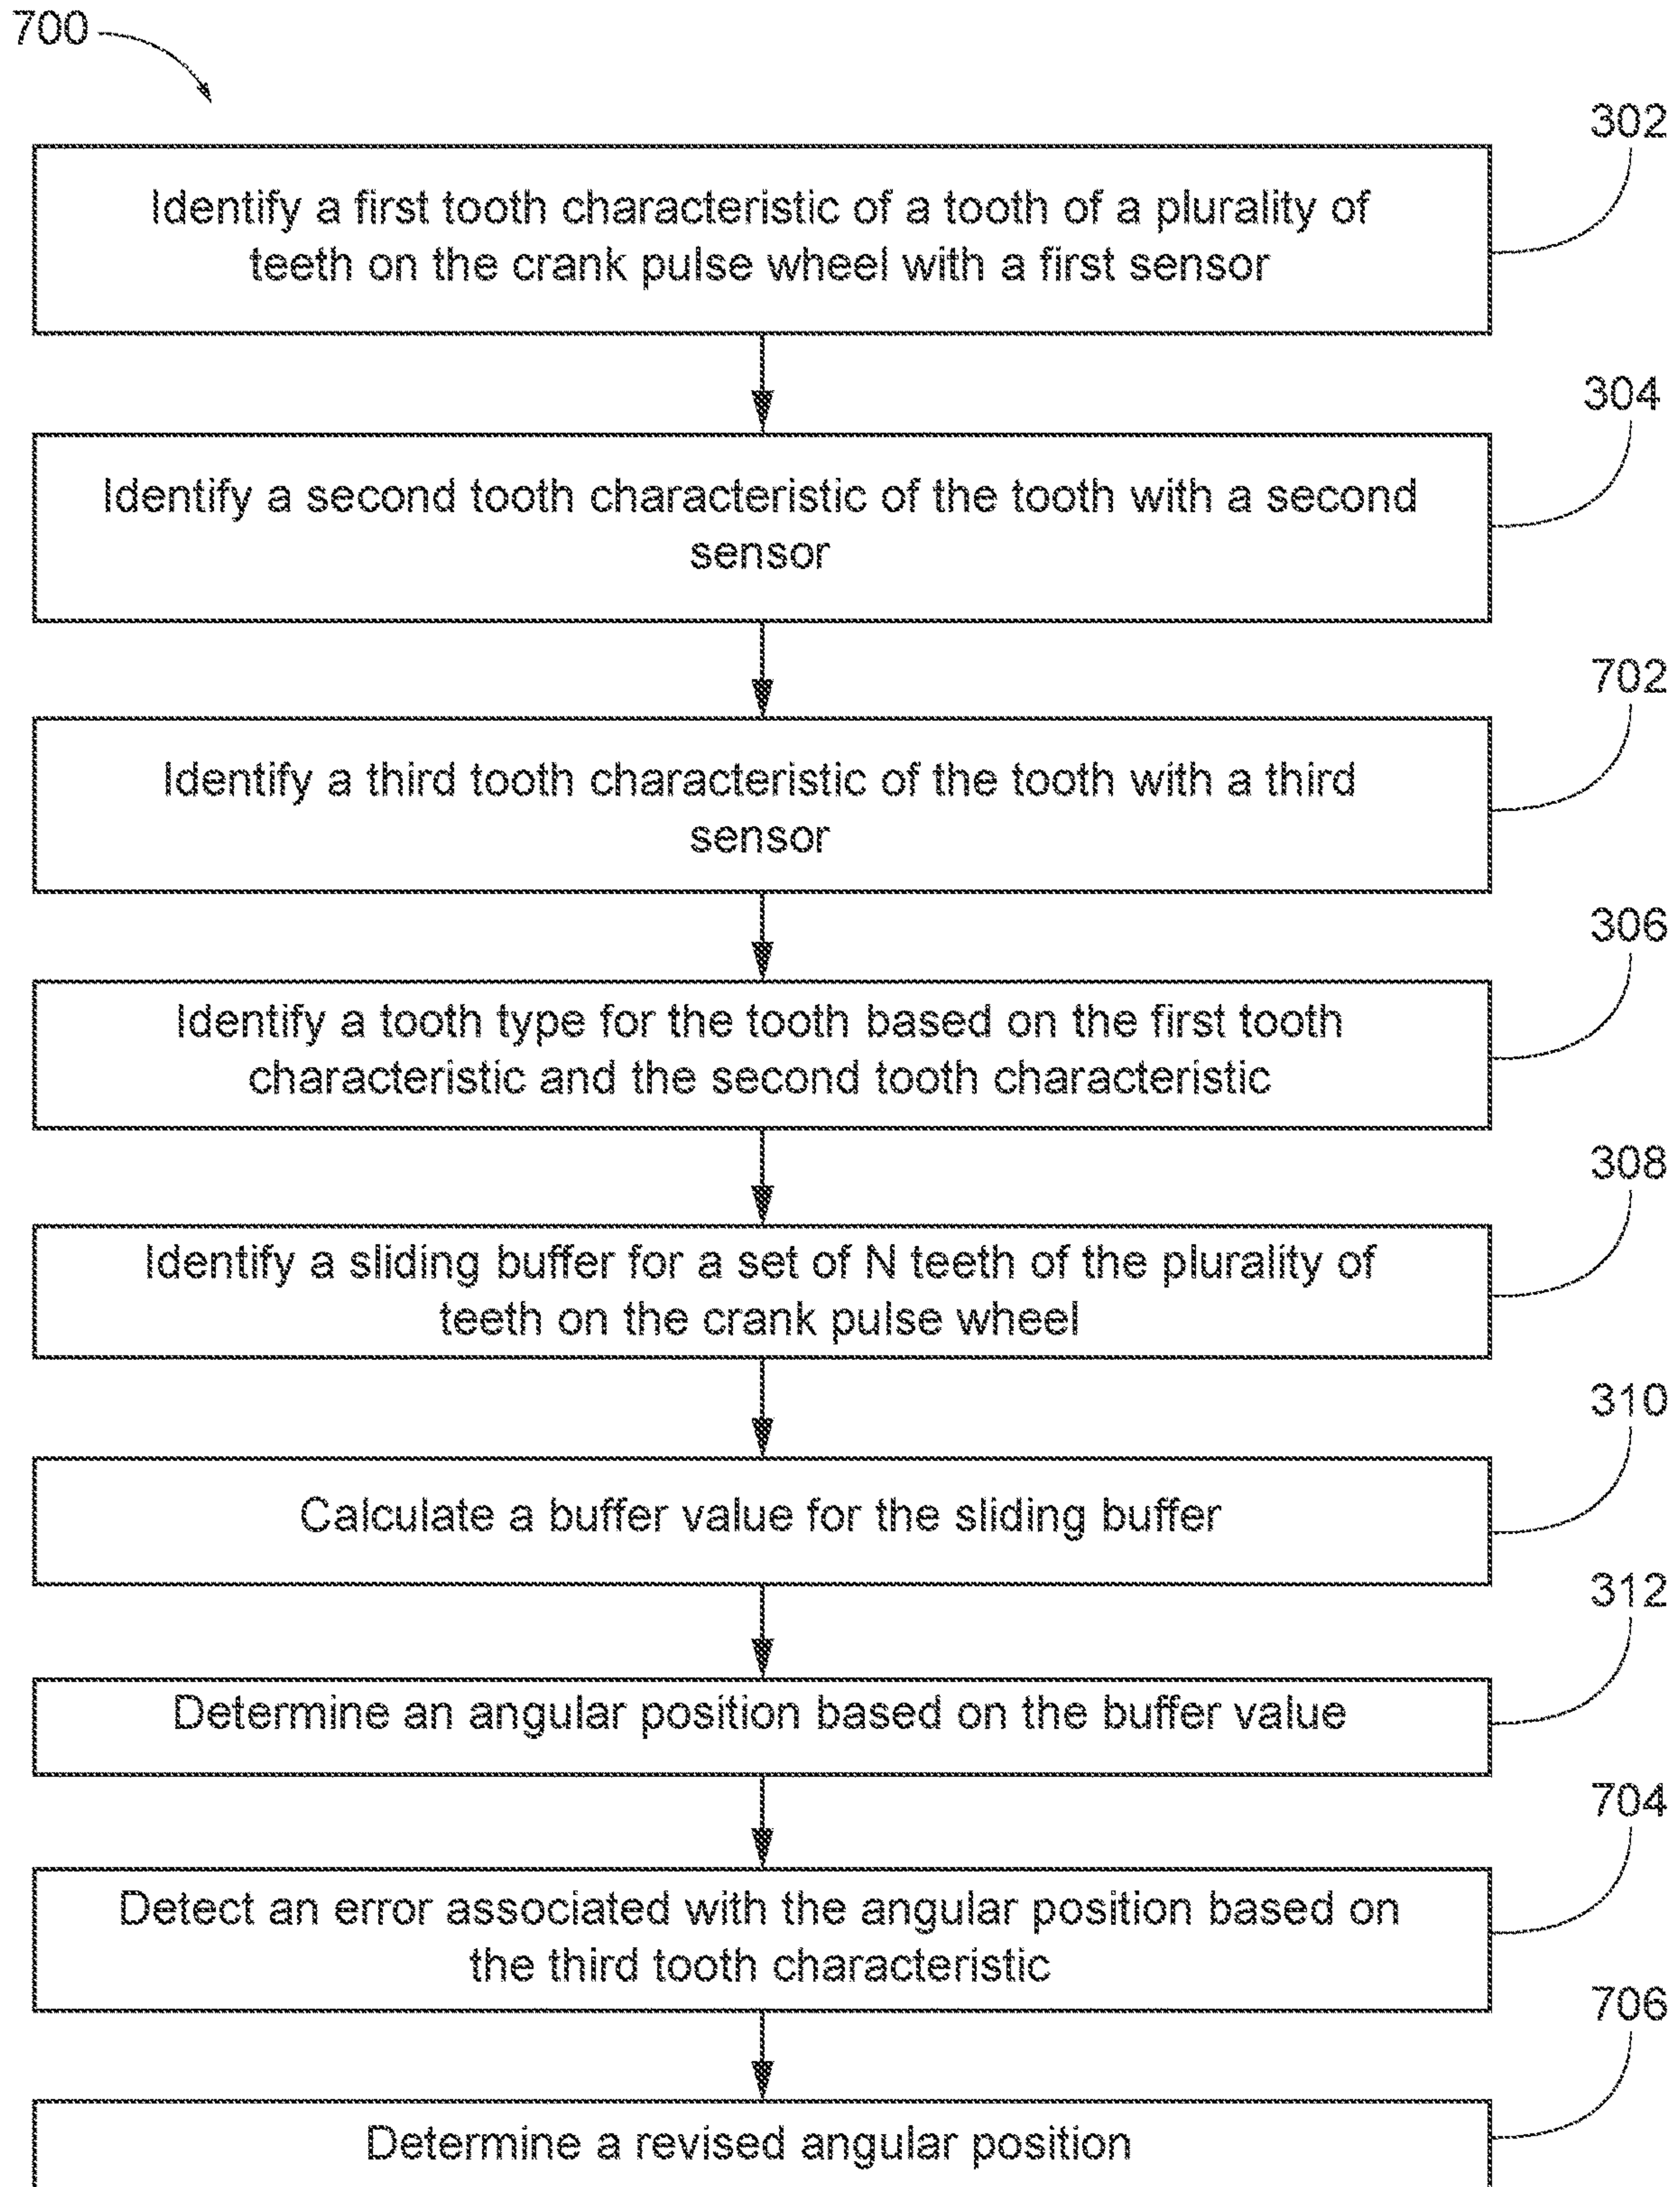 700
302
Identify a first tooth characteristic of a tooth of a plurality of
teeth on the crank pulse wheel with a first sensor
304
Identify a second tooth characteristic of the tooth with a second
sensor
702
Identify a third tooth characteristic of the tooth with a third
sensor
306
Identify a tooth type for the tooth based on the first tooth
characteristic and the second tooth characteristic
308
Identify a sliding buffer for a set of N teeth of the plurality of
teeth on the crank pulse wheel
310
Calculate a buffer value for the sliding buffer
312
Determine an angular position based on the buffer value
704
Detect an error associated with the angular position based on
the third tooth characteristic
706
Determine a revised angular position